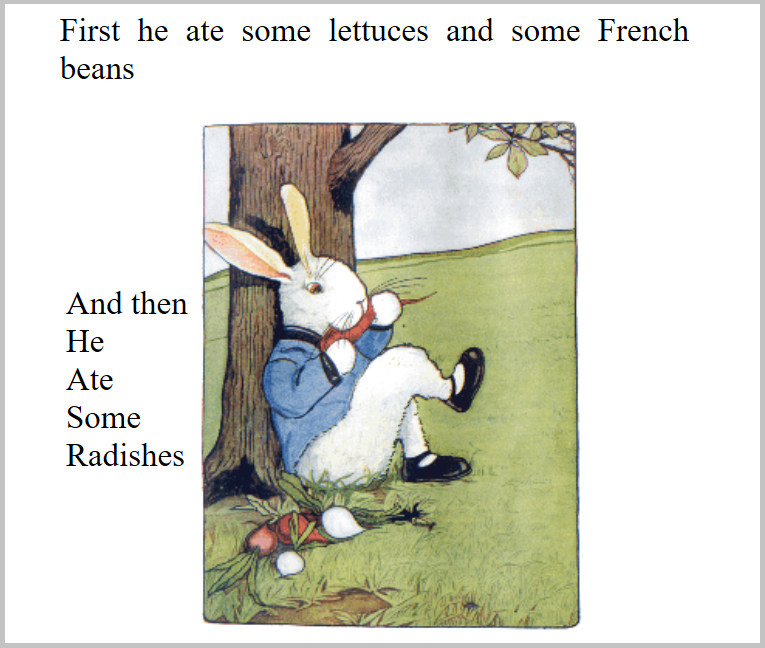 First he ate some lettuces and some French
beans
And then
He
Ate
Some
Radishes